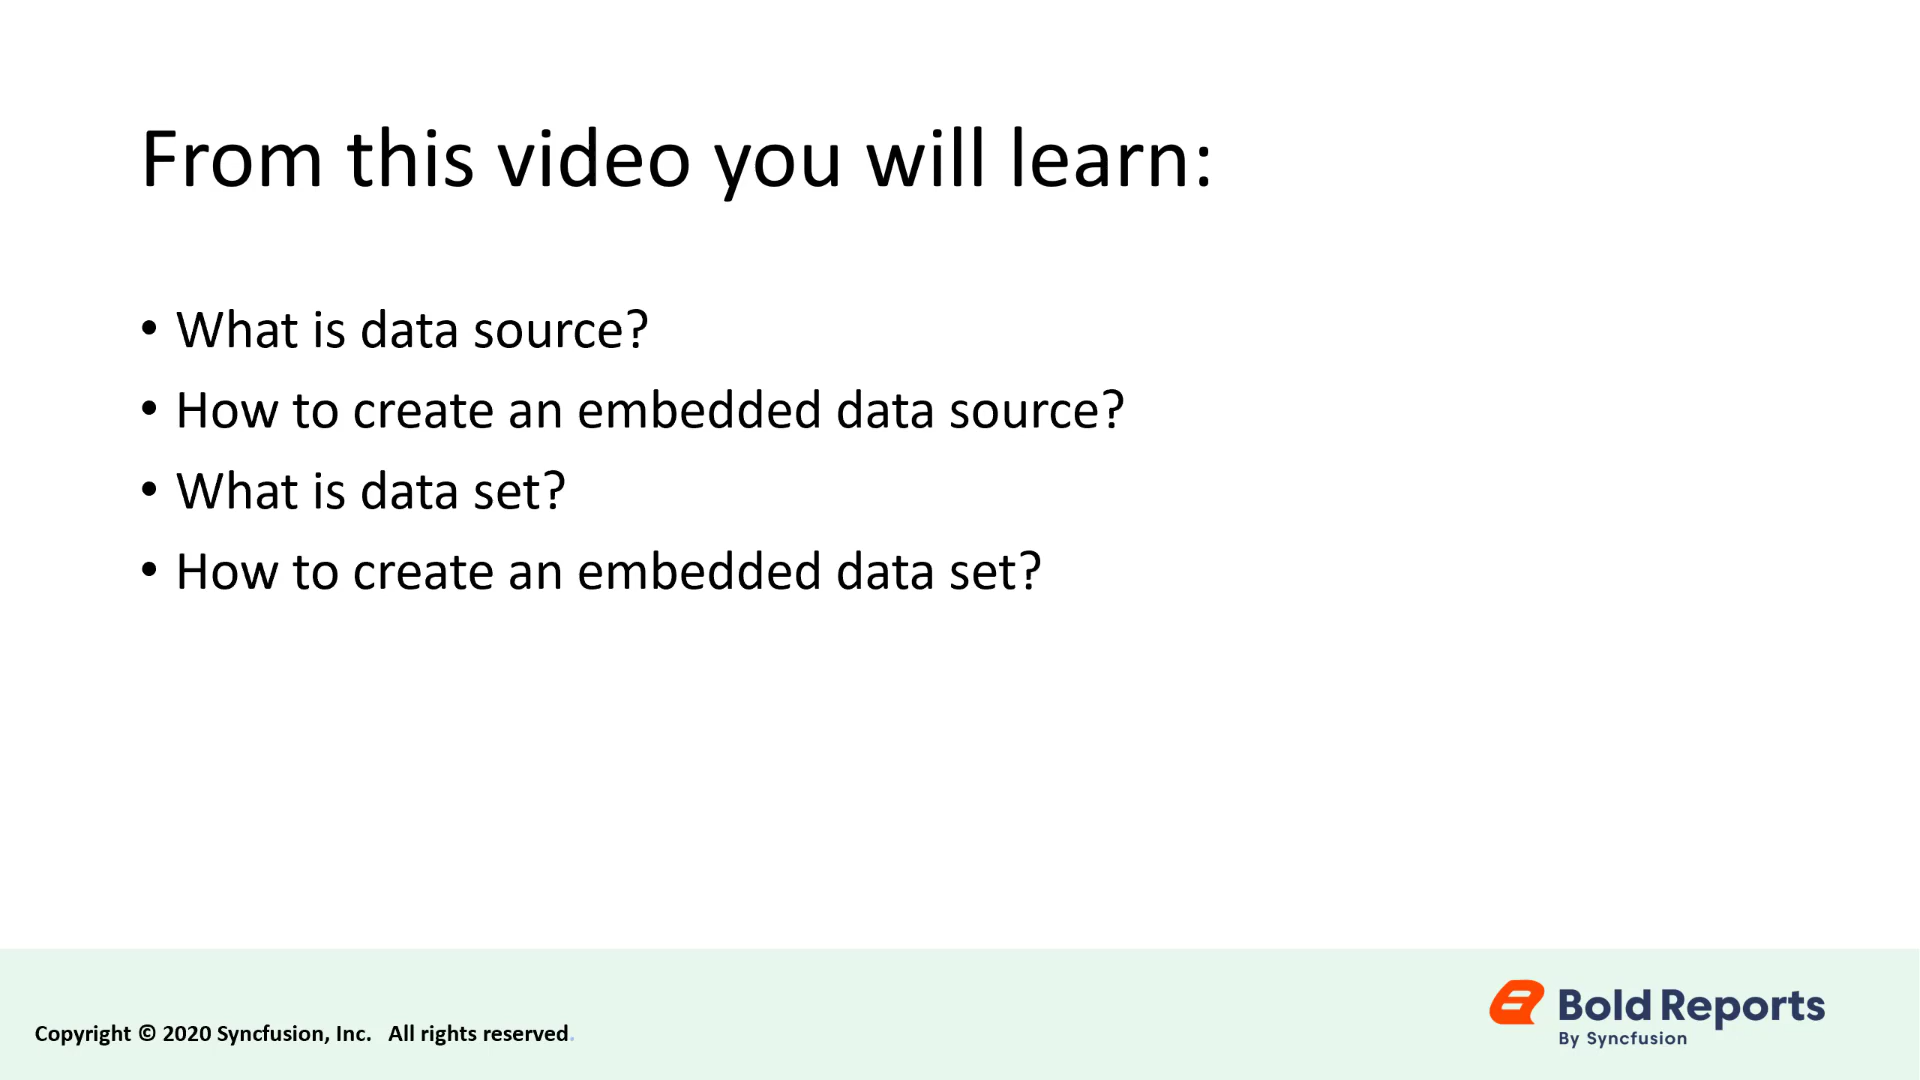 From this video you will learn:
• What is data source?
• How to create an embedded data source?
• What is data set?
• How to create an embedded data set?
Copyright © 2020 Syncfusion, Inc. All rights reserved.
Bold Reports
By Syncfusion